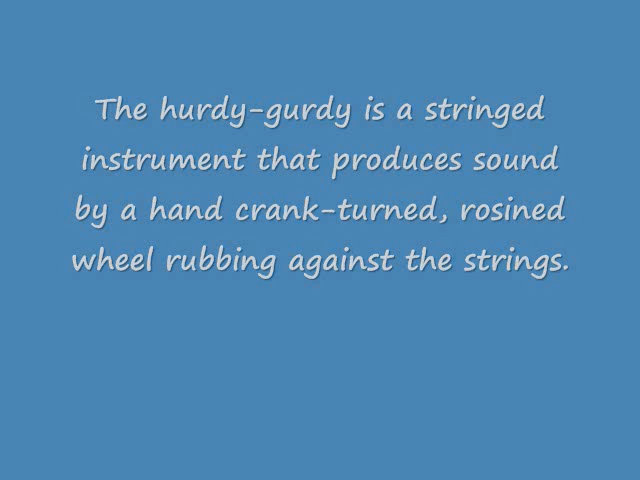 The hurdy-gurdy is a stringed
instrument that produces sound
by a hand crank-turned, rosined
wheel rubbing against the strings.